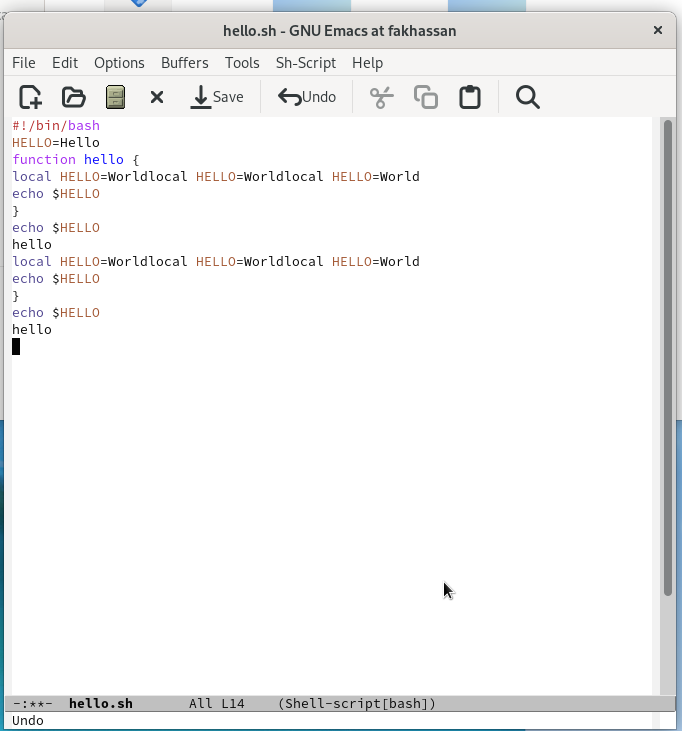 hello.sh - GNU Emacs at fakhassan
File Edit Options Buffers Tools Sh-Script Help
Save Undo
#!/bin/bash
HELLO=Hello
function hello {
local HELLO=Worldlocal HELLO=Worldlocal HELLO=World
echo $HELLO
}
echo $HELLO
hello
local HELLO=Worldlocal HELLO=Worldlocal HELLO=World
echo $HELLO
}
echo $HELLO
hello
-:**- hello.sh All L14 (Shell-script[bash])
Undo